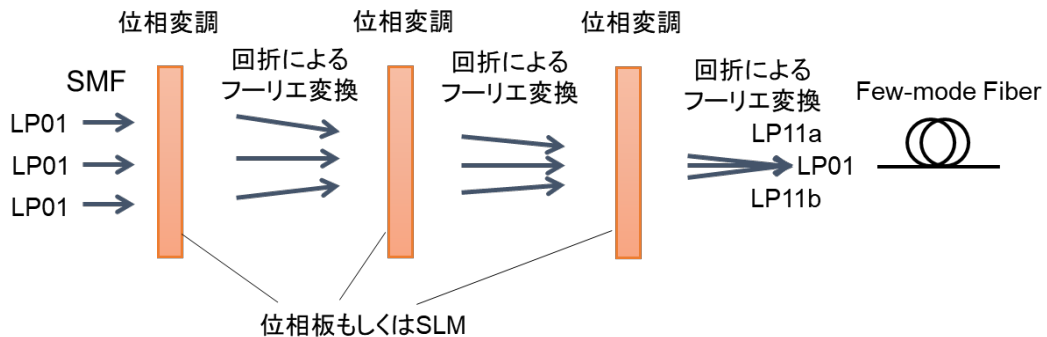 位相変調
位相変調
位相変調
SMF
回折による
フーリエ変換
回折による
フーリエ変換
回折による
フーリエ変換
Few-mode Fiber
LP01
LP01
LP01
LP11a
LP01
LP11b
位相板もしくはSLM